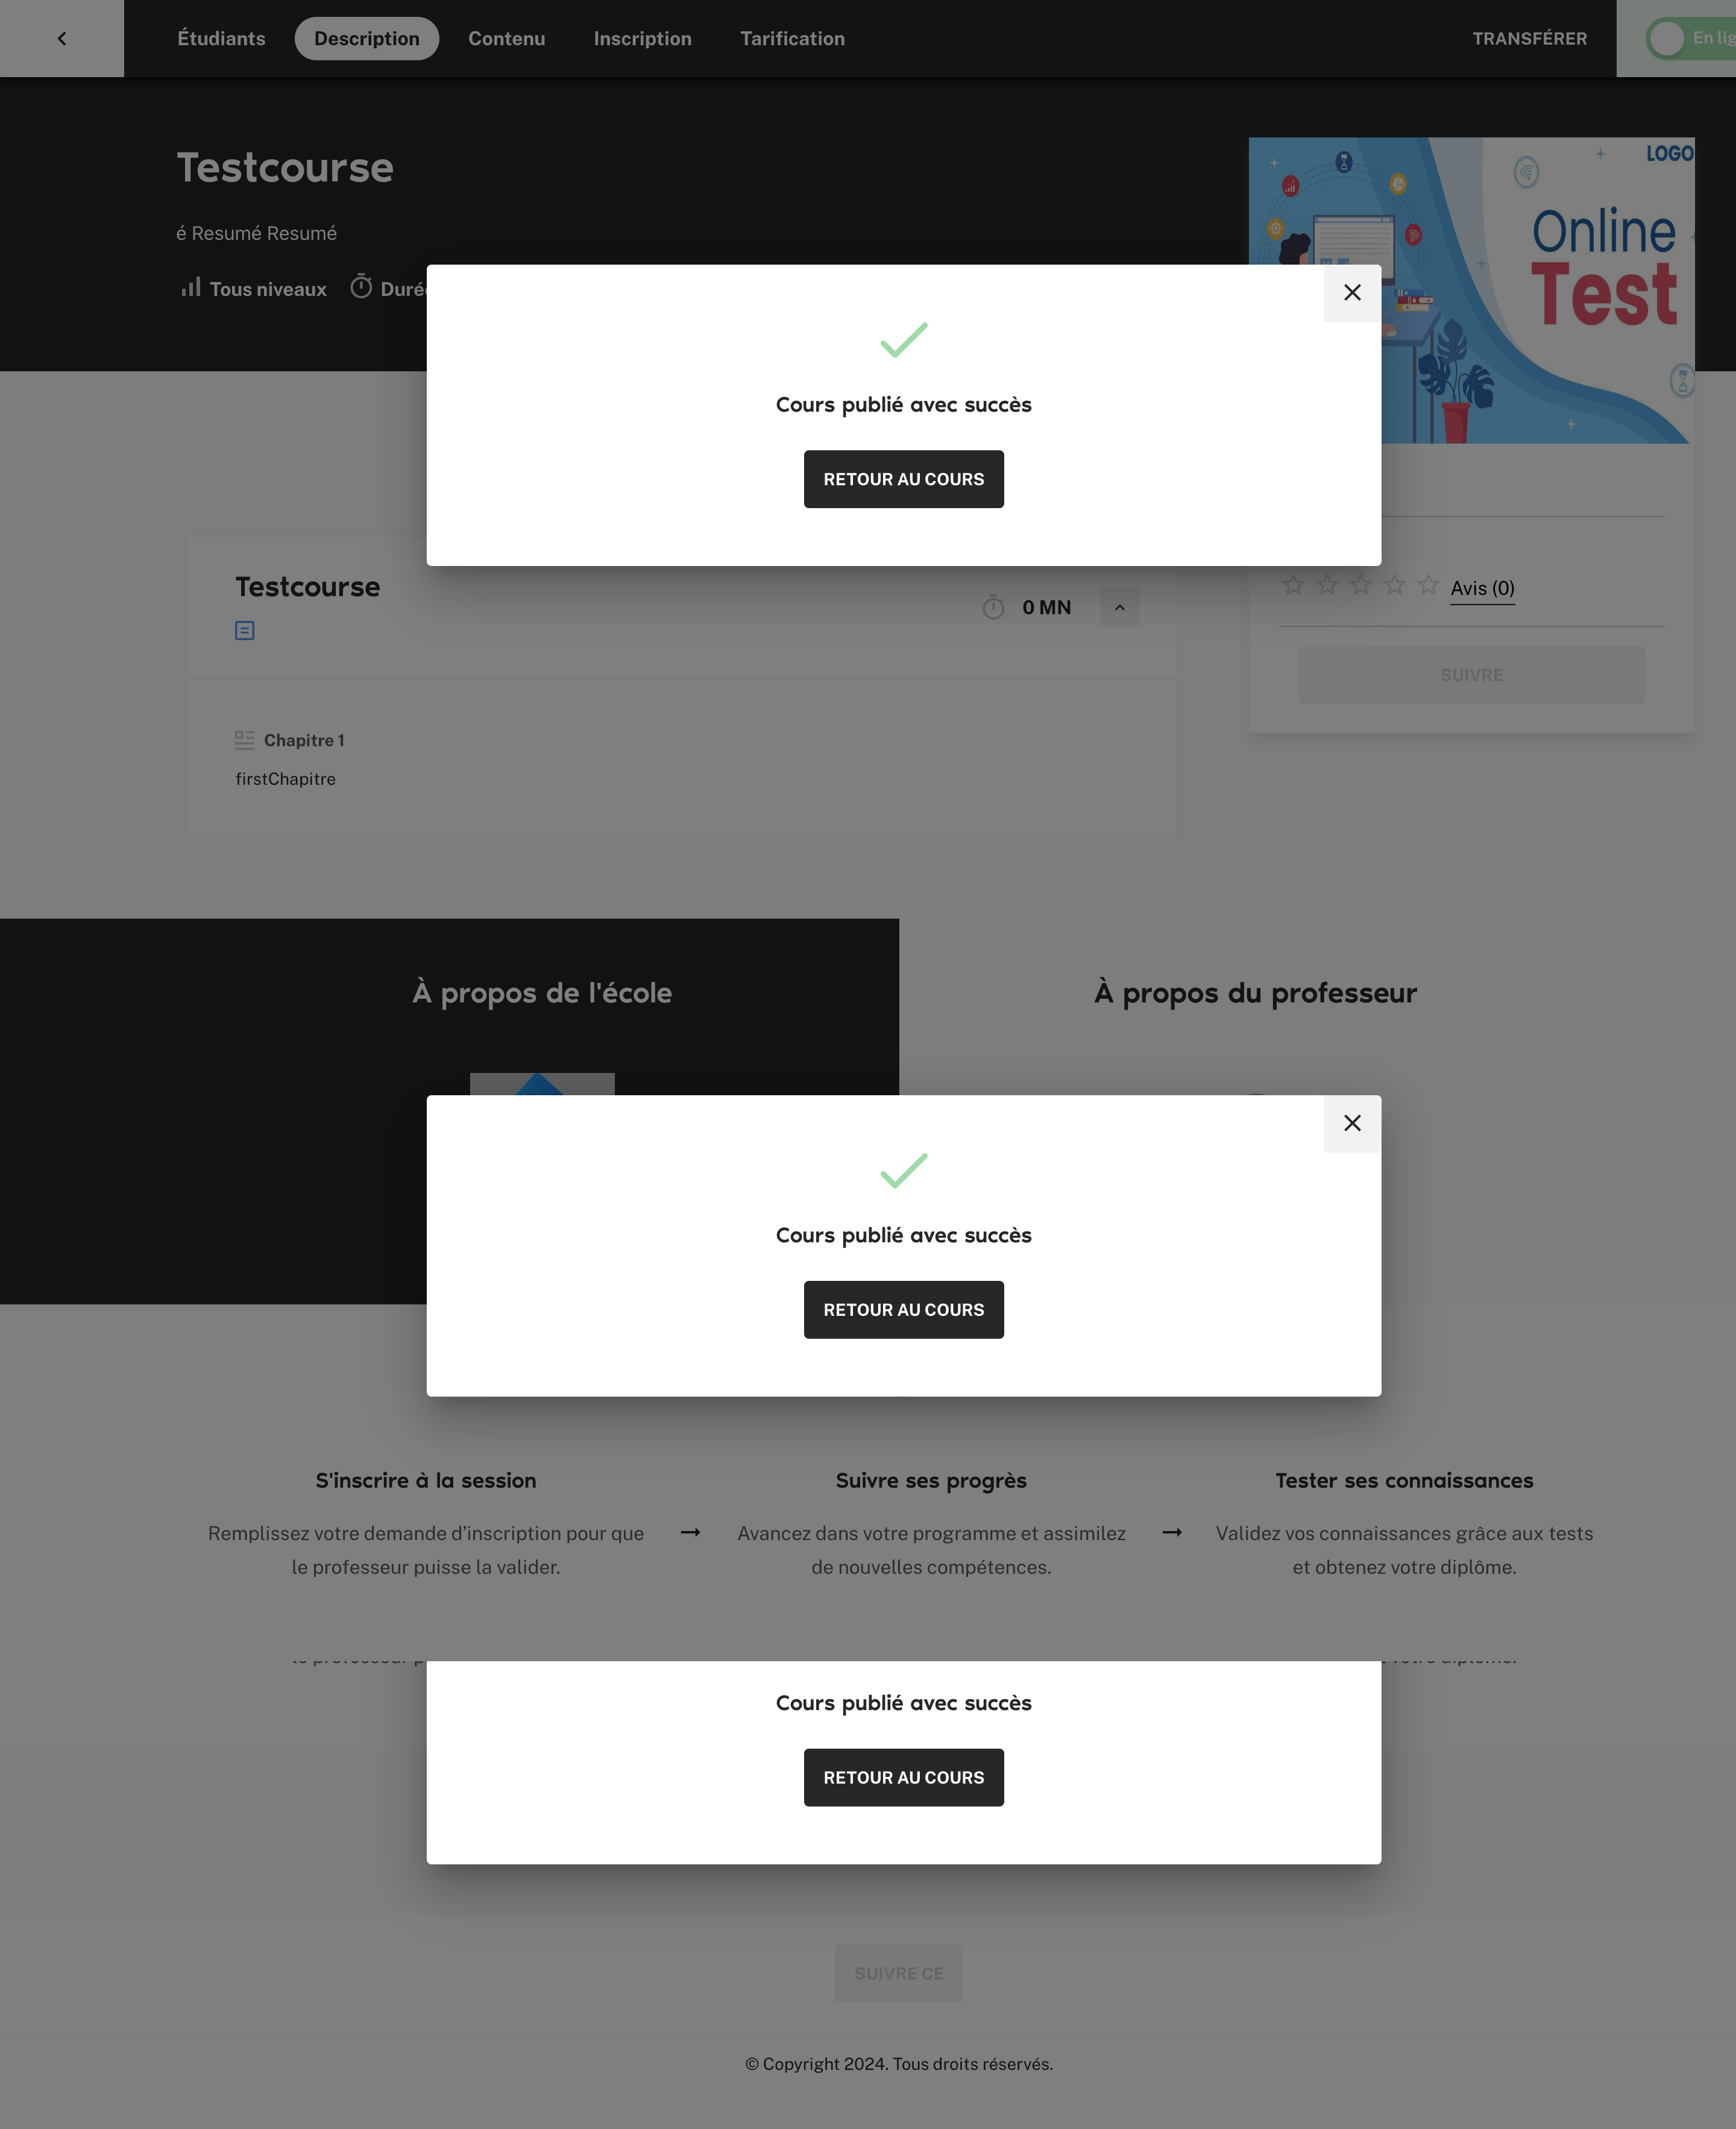 Étudiants Description Contenu Inscription Tarification TRANSFÉRER
Testcourse
é Resumé Resumé
Tous niveaux
LOGO
Online
Test
Cours publié avec succès
RETOUR AU COURS
Avis (0)
SUIVRE
Testcourse
0 MN
Chapitre 1
firstChapitre
À propos de l'école À propos du professeur
Cours publié avec succès
RETOUR AU COURS
S'inscrire à la session
Remplissez votre demande d’inscription pour que
le professeur puisse la valider.
Suivre ses progrès
Avancez dans votre programme et assimilez
de nouvelles compétences.
Tester ses connaissances
Validez vos connaissances grâce aux tests
et obtenez votre diplôme.
Cours publié avec succès
RETOUR AU COURS
SUIVRE CE
© Copyright 2024. Tous droits réservés.